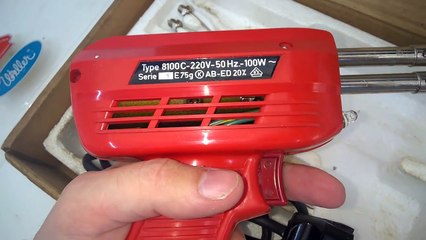 Weller
Type 8100C-220V-50Hz.-100W ~
Serie E75g K AB-ED 20%